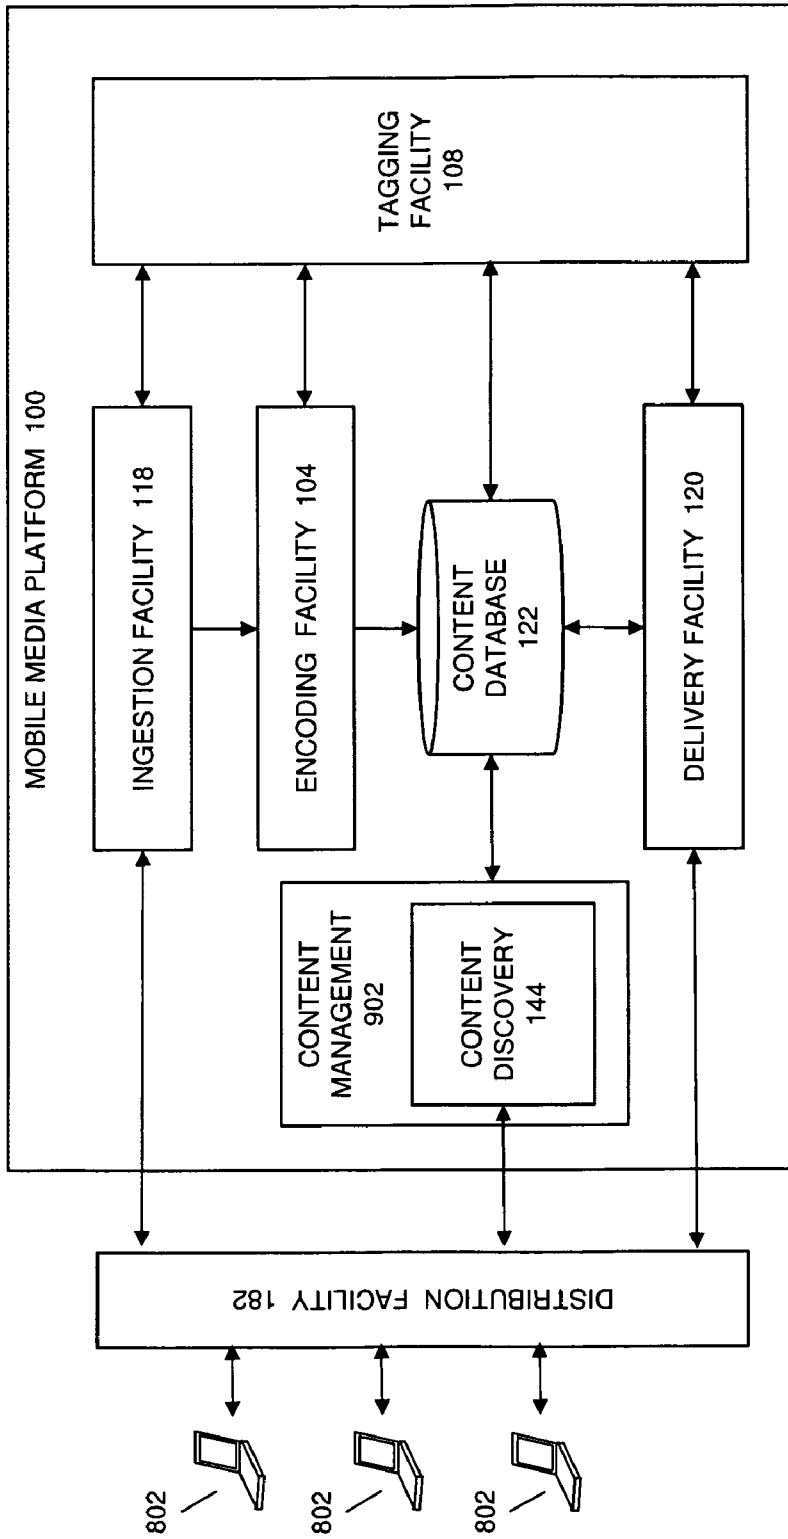 MOBILE MEDIA PLATFORM 100
INGESTION FACILITY 118
ENCODING FACILITY 104
TAGGING
FACILITY
108
CONTENT
DATABASE
122
CONTENT
MANAGEMENT
902
CONTENT
DISCOVERY
144
DELIVERY FACILITY 120
DISTRIBUTION FACILITY 182
802
802
802